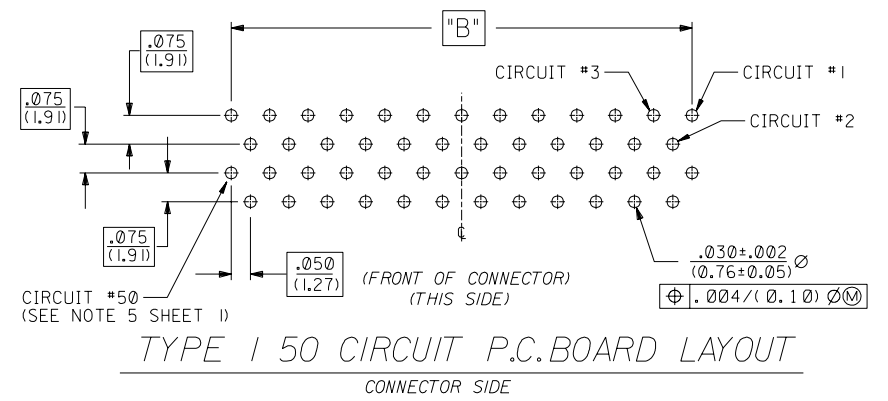 "B"
.075
(1.91)
CIRCUIT #3
CIRCUIT #1
.075
(1.91)
CIRCUIT #2
.075
(1.91)
.050
(1.27)
℄
(FRONT OF CONNECTOR)
(THIS SIDE)
.030±.002
(0.76±0.05) Ø
⌖ .004/(0.10) Ø Ⓜ
CIRCUIT #50
(SEE NOTE 5 SHEET 1)
TYPE 1 50 CIRCUIT P.C.BOARD LAYOUT
CONNECTOR SIDE